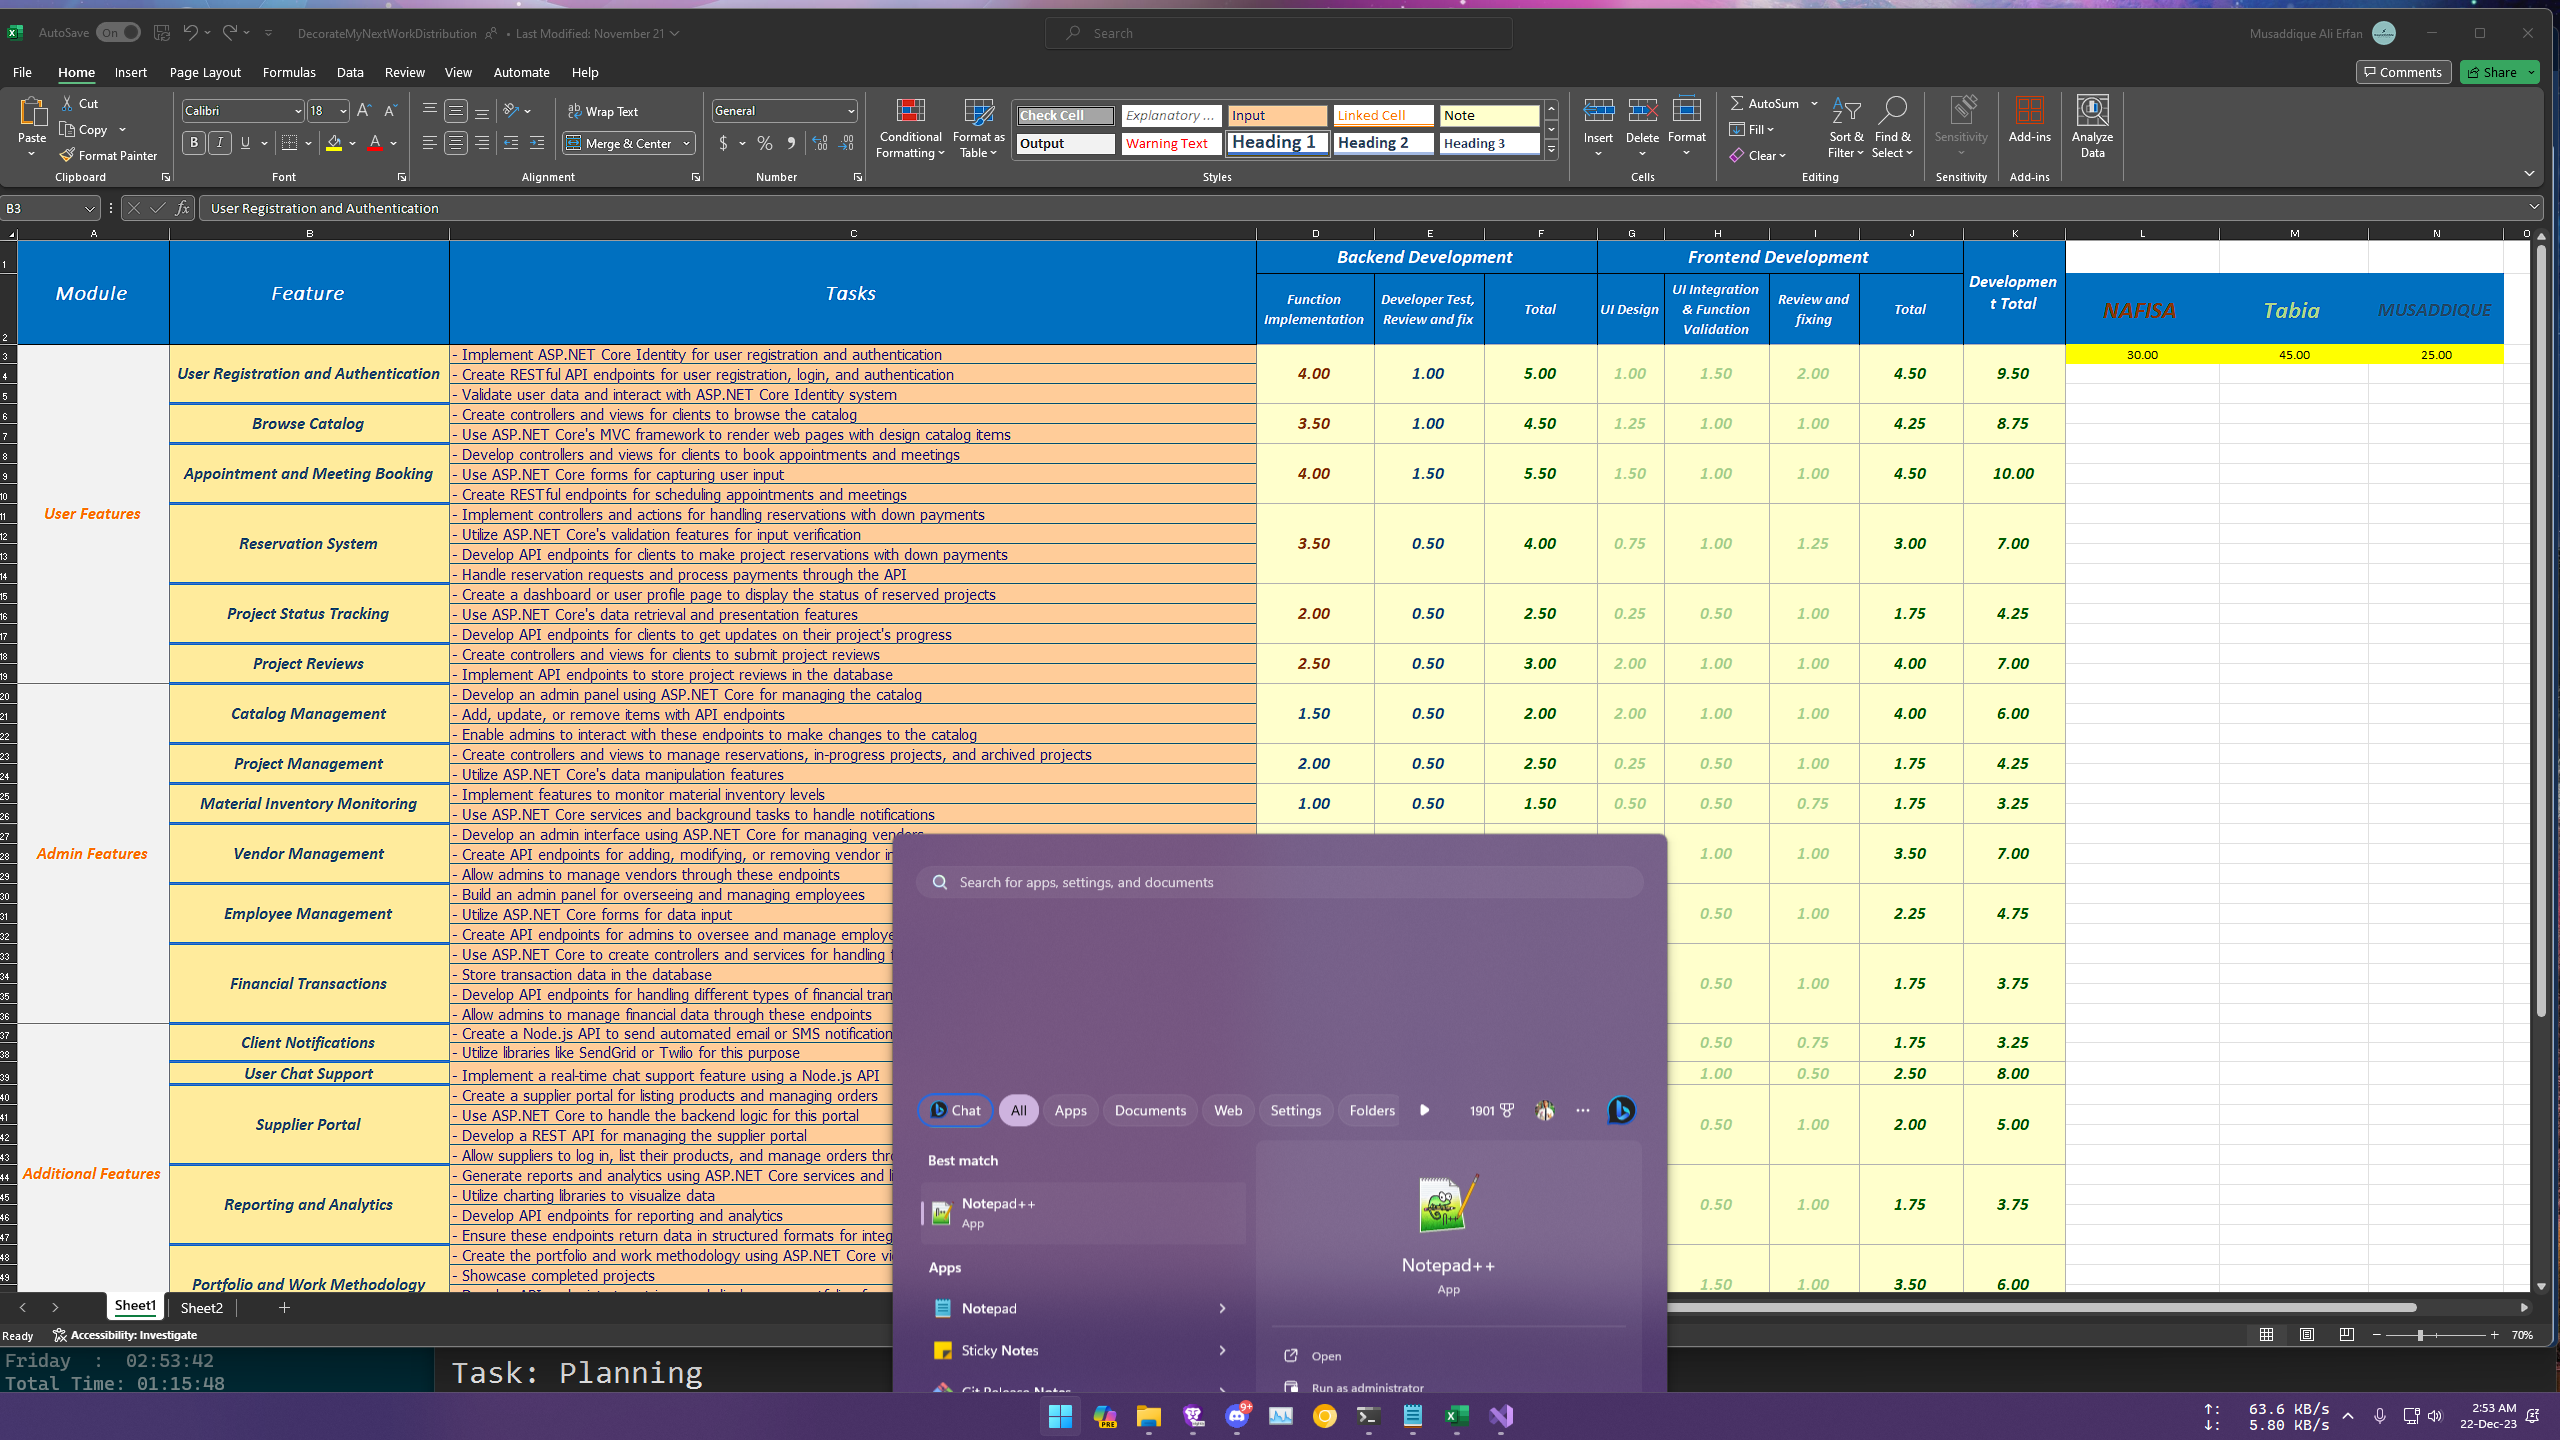 AutoSave On DecorateMyNextWorkDistribution • Last Modified: November 21 Search Musaddique Ali Erfan
File Home Insert Page Layout Formulas Data Review View Automate Help Comments Share
Paste Cut Copy Format Painter Clipboard
Calibri 18 B I U Font
Wrap Text Merge & Center Alignment
General $ % Number
Conditional Formatting Format as Table
Check Cell Explanatory ... Input Linked Cell Note
Output Warning Text Heading 1 Heading 2 Heading 3
Styles
Insert Delete Format Cells
AutoSum Fill Clear Sort & Filter Find & Select Editing
Sensitivity Sensitivity
Add-ins Add-ins
Analyze Data
B3 fx User Registration and Authentication
A B C D E F G H I J K L M N O
Module Feature Tasks Backend Development Frontend Development Development Total
Function Implementation Developer Test, Review and fix Total UI Design UI Integration & Function Validation Review and fixing Total NAFISA Tabia MUSADDIQUE
30.00 45.00 25.00
User Features
User Registration and Authentication
- Implement ASP.NET Core Identity for user registration and authentication
- Create RESTful API endpoints for user registration, login, and authentication
- Validate user data and interact with ASP.NET Core Identity system
4.00 1.00 5.00 1.00 1.50 2.00 4.50 9.50
Browse Catalog
- Create controllers and views for clients to browse the catalog
- Use ASP.NET Core's MVC framework to render web pages with design catalog items
3.50 1.00 4.50 1.25 1.00 1.00 4.25 8.75
Appointment and Meeting Booking
- Develop controllers and views for clients to book appointments and meetings
- Use ASP.NET Core forms for capturing user input
- Create RESTful endpoints for scheduling appointments and meetings
4.00 1.50 5.50 1.50 1.00 1.00 4.50 10.00
Reservation System
- Implement controllers and actions for handling reservations with down payments
- Utilize ASP.NET Core's validation features for input verification
- Develop API endpoints for clients to make project reservations with down payments
- Handle reservation requests and process payments through the API
3.50 0.50 4.00 0.75 1.00 1.25 3.00 7.00
Project Status Tracking
- Create a dashboard or user profile page to display the status of reserved projects
- Use ASP.NET Core's data retrieval and presentation features
- Develop API endpoints for clients to get updates on their project's progress
2.00 0.50 2.50 0.25 0.50 1.00 1.75 4.25
Project Reviews
- Create controllers and views for clients to submit project reviews
- Implement API endpoints to store project reviews in the database
2.50 0.50 3.00 2.00 1.00 1.00 4.00 7.00
Admin Features
Catalog Management
- Develop an admin panel using ASP.NET Core for managing the catalog
- Add, update, or remove items with API endpoints
- Enable admins to interact with these endpoints to make changes to the catalog
1.50 0.50 2.00 2.00 1.00 1.00 4.00 6.00
Project Management
- Create controllers and views to manage reservations, in-progress projects, and archived projects
- Utilize ASP.NET Core's data manipulation features
2.00 0.50 2.50 0.25 0.50 1.00 1.75 4.25
Material Inventory Monitoring
- Implement features to monitor material inventory levels
- Use ASP.NET Core services and background tasks to handle notifications
1.00 0.50 1.50 0.50 0.50 0.75 1.75 3.25
Vendor Management
- Develop an admin interface using ASP.NET Core for managing vendors
- Create API endpoints for adding, modifying, or removing vendor
- Allow admins to manage vendors through these endpoints
1.00 1.00 3.50 7.00
Employee Management
- Build an admin panel for overseeing and managing employees
- Utilize ASP.NET Core forms for data input
- Create API endpoints for admins to oversee and manage
0.50 1.00 2.25 4.75
Financial Transactions
- Use ASP.NET Core to create controllers and services for handling
- Store transaction data in the database
- Develop API endpoints for handling different types of financial
- Allow admins to manage financial data through these endpoints
0.50 1.00 1.75 3.75
Additional Features
Client Notifications
- Create a Node.js API to send automated email or SMS notification
- Utilize libraries like SendGrid or Twilio for this purpose
0.50 0.75 1.75 3.25
User Chat Support
- Implement a real-time chat support feature using a Node.js API
1.00 0.50 2.50 8.00
Supplier Portal
- Create a supplier portal for listing products and managing orders
- Use ASP.NET Core to handle the backend logic for this portal
- Develop a REST API for managing the supplier portal
- Allow suppliers to log in, list their products, and manage orders
0.50 1.00 2.00 5.00
Reporting and Analytics
- Generate reports and analytics using ASP.NET Core services and
- Utilize charting libraries to visualize data
- Develop API endpoints for reporting and analytics
- Ensure these endpoints return data in structured formats for
0.50 1.00 1.75 3.75
Portfolio and Work Methodology
- Create the portfolio and work methodology using ASP.NET Core
- Showcase completed projects
1.50 1.00 3.50 6.00
Search for apps, settings, and documents
Chat All Apps Documents Web Settings Folders 1901
Best match
Notepad++
App
Apps
Notepad
Sticky Notes
Git Release Notes
Notepad++
App
Open
Run as administrator
Sheet1 Sheet2
Ready Accessibility: Investigate 70%
Friday : 02:53:42
Total Time: 01:15:48
Task: Planning
63.6 KB/s
5.80 KB/s
2:53 AM
22-Dec-23